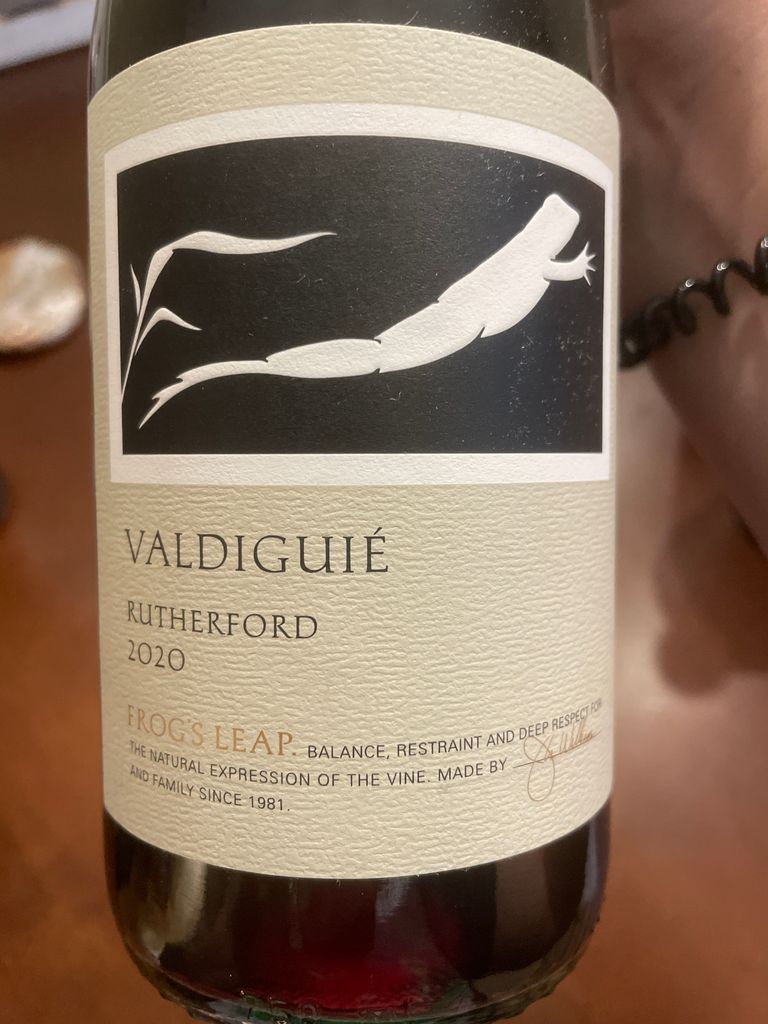 VALDIGUIÉ
RUTHERFORD
2020
FROG'S LEAP. BALANCE, RESTRAINT AND DEEP RESPECT FOR
THE NATURAL EXPRESSION OF THE VINE. MADE BY
AND FAMILY SINCE 1981.